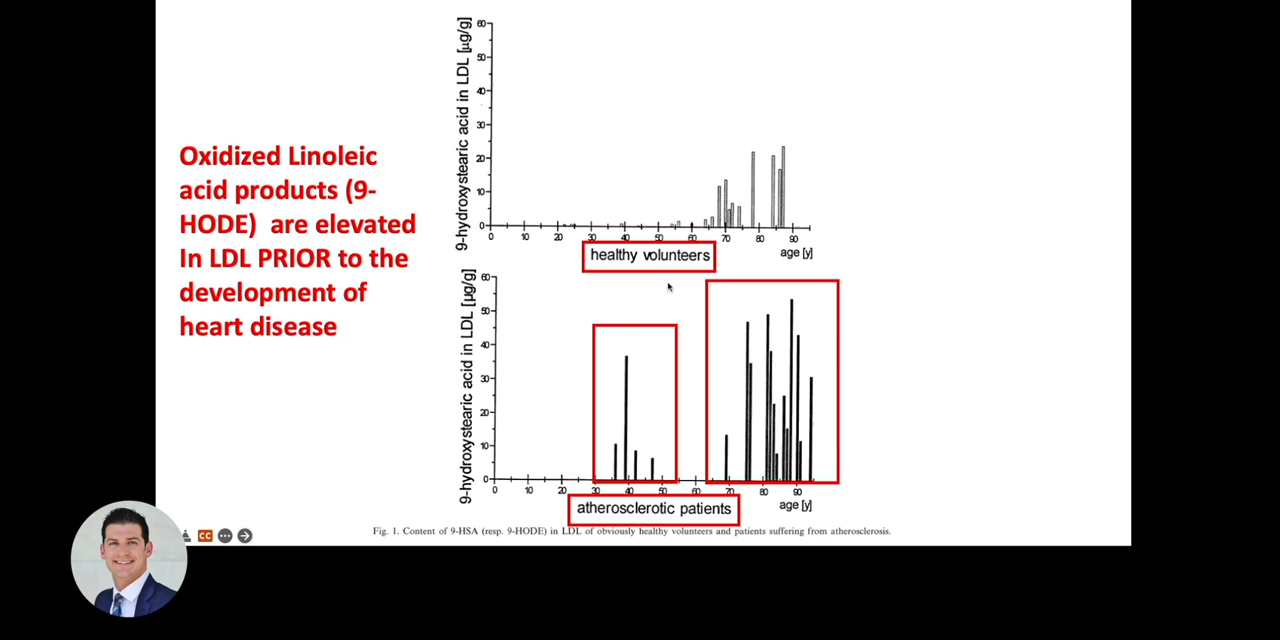 Oxidized Linoleic
acid products (9-
HODE) are elevated
In LDL PRIOR to the
development of
heart disease
9-hydroxystearic acid in LDL [µg/g]
60
50
40
30
20
10
0
0 10 20 30 40 50 60 70 80 90
healthy volunteers
age [y]
9-hydroxystearic acid in LDL [µg/g]
60
50
40
30
20
10
0
0 10 20 30 40 50 70 80 90
atherosclerotic patients
age [y]
CC
Fig. 1. Content of 9-HSA (resp. 9-HODE) in LDL of obviously healthy volunteers and patients suffering from atherosclerosis.